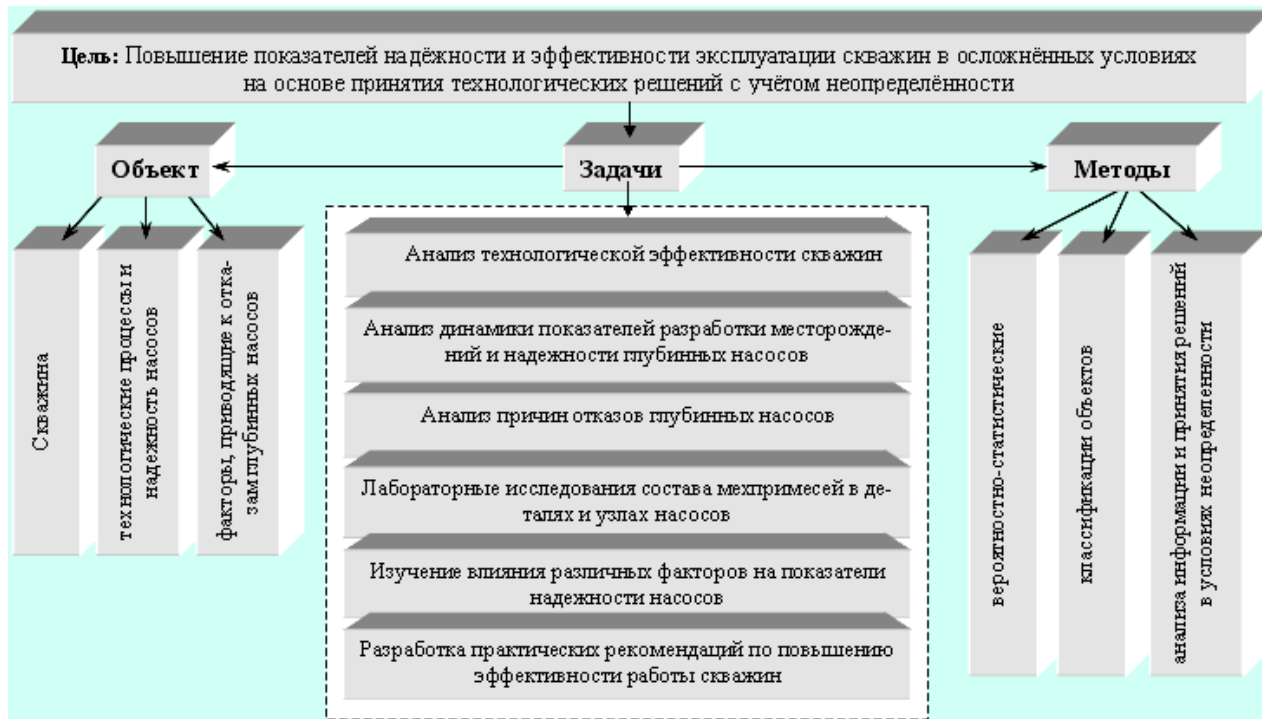 Цель: Повышение показателей надёжности и эффективности эксплуатации скважин в осложнённых условиях
на основе принятия технологических решений с учётом неопределённости
Объект
Задачи
Методы
Скважина
технологические процессы и
надежность насосов
факторы, приводящие к отка-
зам глубинных насосов
Анализ технологической эффективности скважин
Анализ динамики показателей разработки месторожде-
ний и надежности глубинных насосов
Анализ причин отказов глубинных насосов
Лабораторные исследования состава мехпримесей в де-
талях и узлах насосов
Изучение влияния различных факторов на показатели
надежности насосов
Разработка практических рекомендаций по повышению
эффективности работы скважин
вероятностно-статистические
классификации объектов
анализа информации и принятия решений
в условиях неопределенности